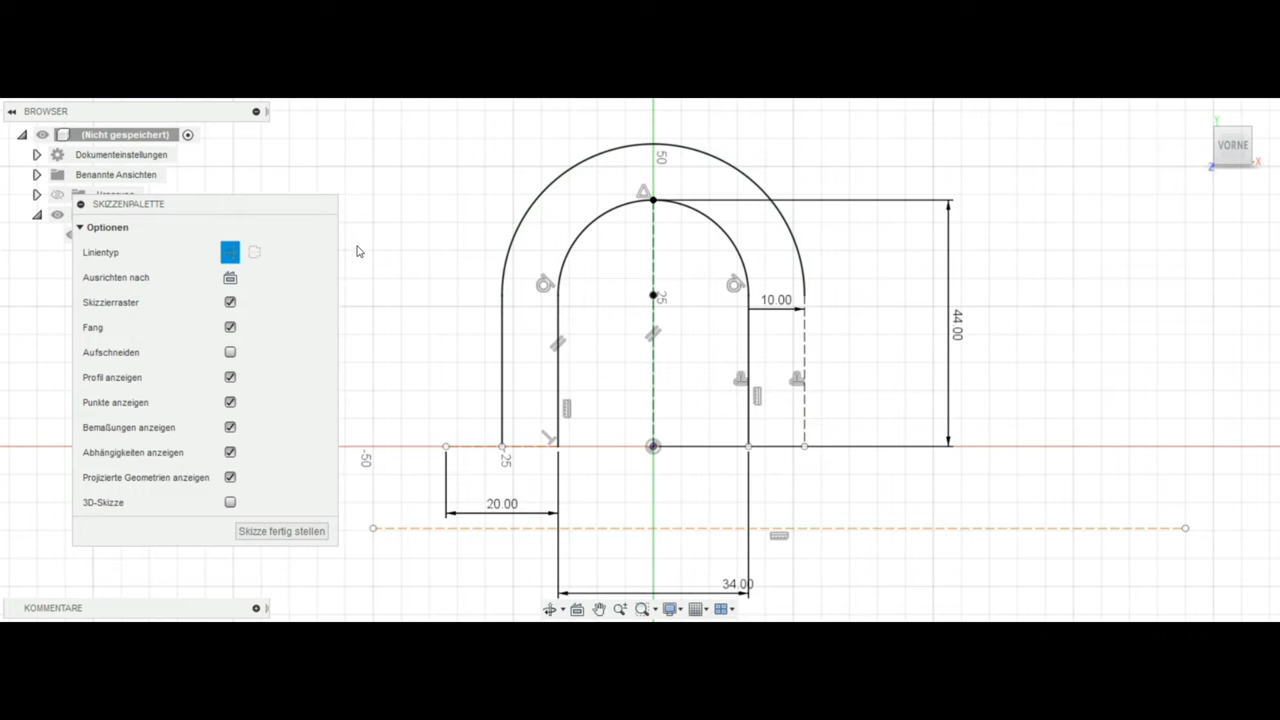 BROWSER
(Nicht gespeichert)
Dokumenteinstellungen
Benannte Ansichten
SKIZZENPALETTE
Optionen
Linientyp
Ausrichten nach
Skizzierraster
Fang
Aufschneiden
Profil anzeigen
Punkte anzeigen
Bemaßungen anzeigen
Abhängigkeiten anzeigen
Projizierte Geometrien anzeigen
3D-Skizze
Skizze fertig stellen
KOMMENTARE
50
25
10.00
44.00
-50
-25
20.00
34.00
Y
VORNE
X
Z